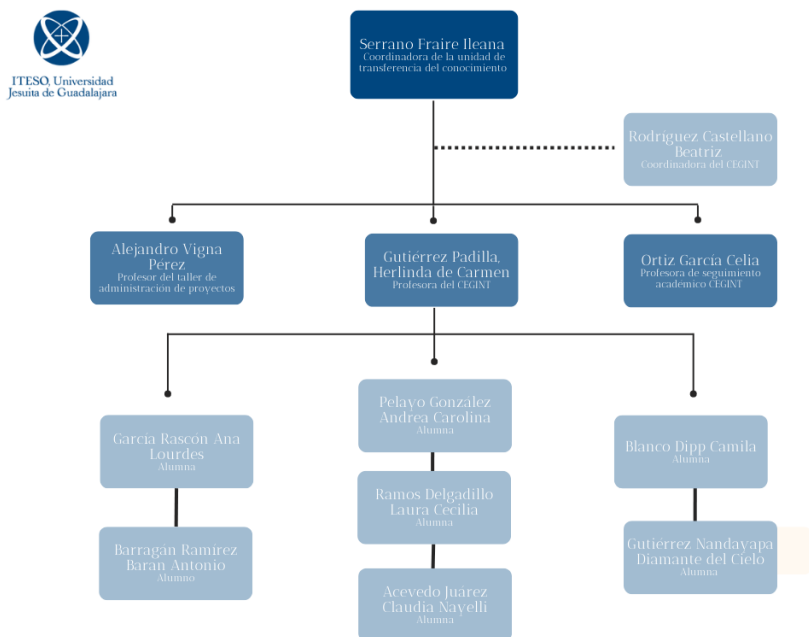 ITESO, Universidad
Jesuita de Guadalajara
Serrano Fraire Ileana
Coordinadora de la unidad de
transferencia del conocimiento
Rodríguez Castellano
Beatriz
Coordinadora del CEGINT
Alejandro Vigna
Pérez
Profesor del taller de
administración de proyectos
Gutiérrez Padilla,
Herlinda de Carmen
Profesora del CEGINT
Ortiz García Celia
Profesora de seguimiento
académico CEGINT
García Rascón Ana
Lourdes
Alumna
Pelayo González
Andrea Carolina
Alumna
Blanco Dipp Camila
Alumna
Ramos Delgadillo
Laura Cecilia
Alumna
Barragán Ramírez
Baran Antonio
Alumno
Gutiérrez Nandayapa
Diamante del Cielo
Alumna
Acevedo Juárez
Claudia Nayelli
Alumna